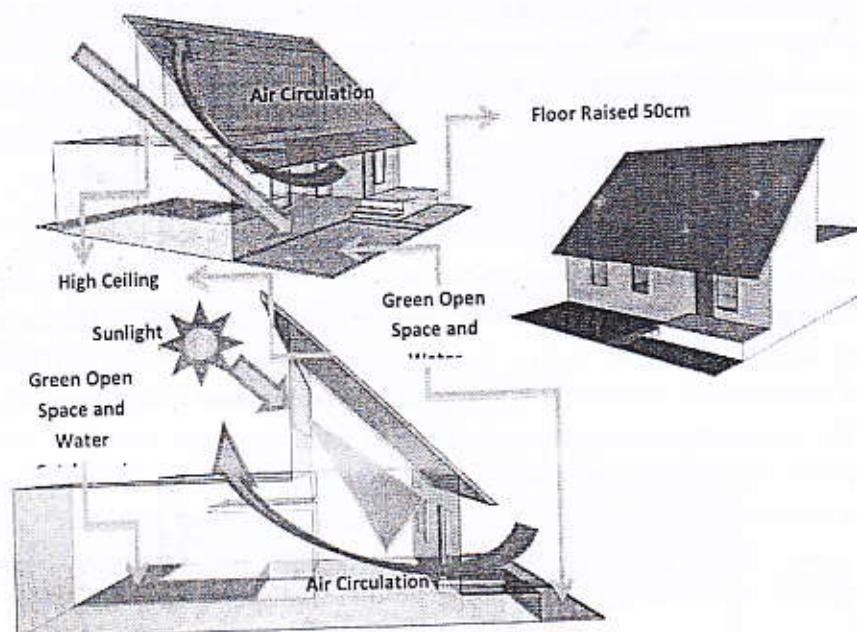 Air Circulation
Floor Raised 50cm
High Ceiling
Sunlight
Green Open
Space and
Green Open
Space and
Water
Air Circulation